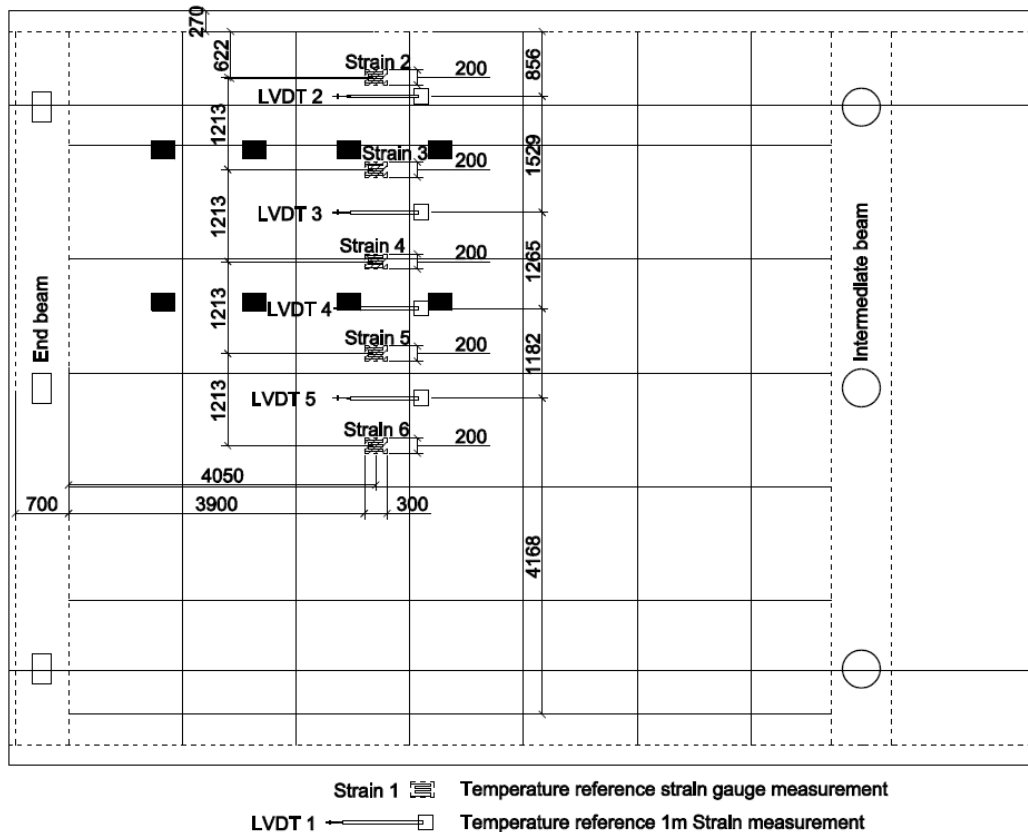 270
622
Strain 2
200
856
LVDT 2
1213
Strain 3
200
1529
LVDT 3
1213
Strain 4
200
1265
LVDT 4
1213
Strain 5
200
1182
LVDT 5
1213
Strain 6
200
4050
700
3900
300
4168
End beam
Intermediate beam
Strain 1
Temperature reference strain gauge measurement
LVDT 1
Temperature reference 1m Strain measurement